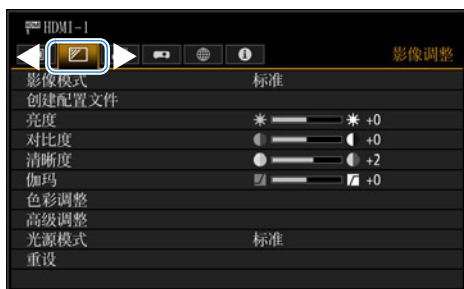 HDMI-1
影像调整
影像模式 标准
创建配置文件
亮度 +0
对比度 +0
清晰度 +2
伽玛 +0
色彩调整
高级调整
光源模式 标准
重设